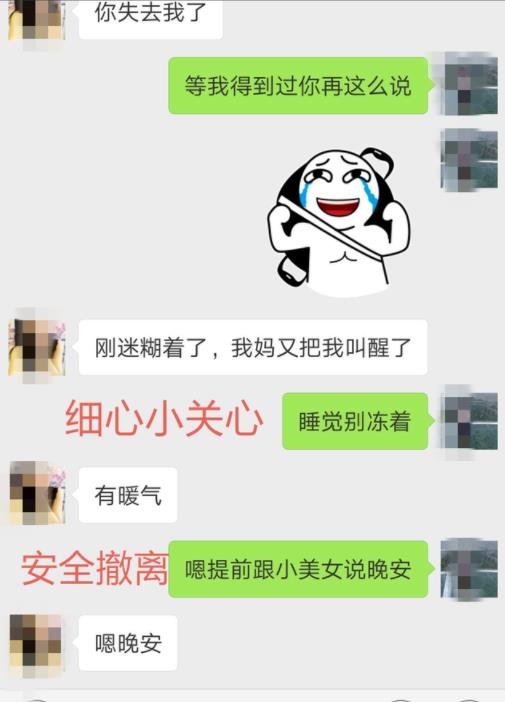 你失去我了
等我得到过你再这么说
刚迷糊着了，我妈又把我叫醒了
细心小关心
睡觉别冻着
有暖气
安全撤离
嗯提前跟小美女说晚安
嗯晚安